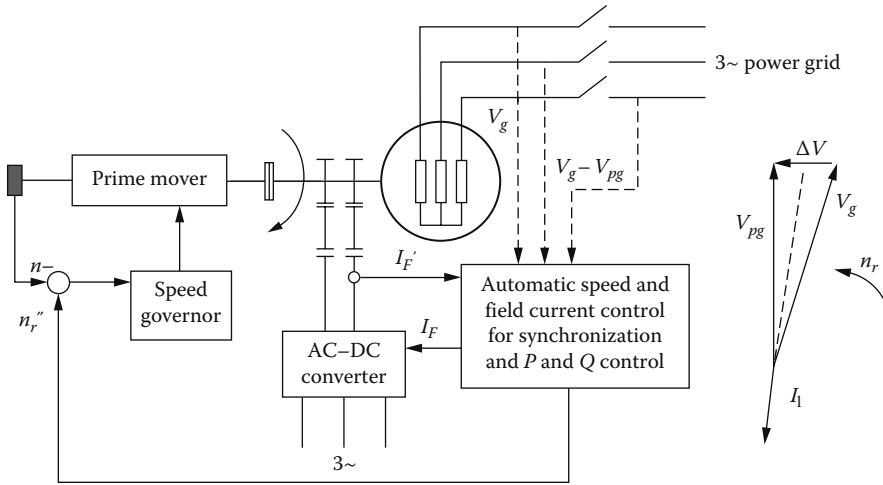 3~ power grid
V_g
V_g – V_pg
Prime mover
n–
n_r″
Speed
governor
I_F′
I_F
AC–DC
converter
3~
Automatic speed and
field current control
for synchronization
and P and Q control
ΔV
V_pg
V_g
n_r
I_1